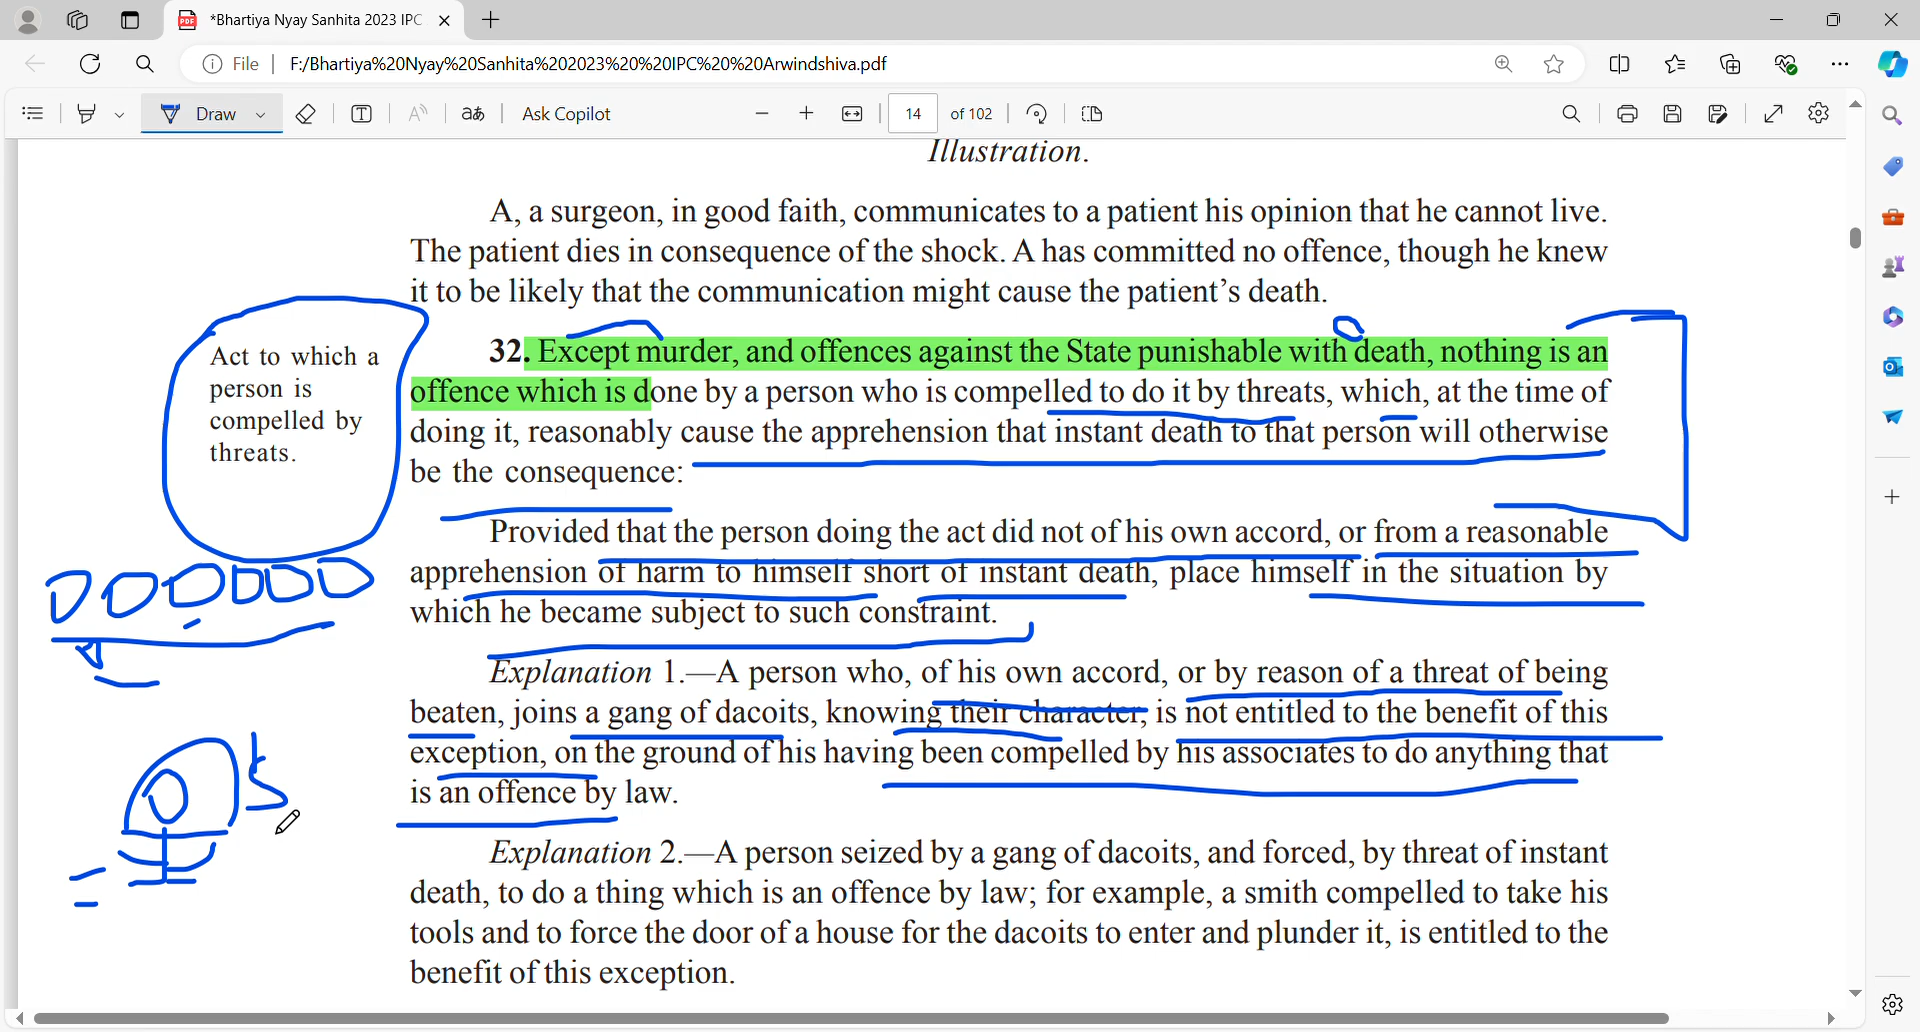 *Bhartiya Nyay Sanhita 2023 IPC
File
F:/Bhartiya%20Nyay%20Sanhita%202023%20%20IPC%20%20Arwindshiva.pdf
Draw
T
A
aあ
Ask Copilot
14
of 102
Illustration.
A, a surgeon, in good faith, communicates to a patient his opinion that he cannot live.
The patient dies in consequence of the shock. A has committed no offence, though he knew
it to be likely that the communication might cause the patient's death.
Act to which a
person is
compelled by
threats.
32. Except murder, and offences against the State punishable with death, nothing is an
offence which is done by a person who is compelled to do it by threats, which, at the time of
doing it, reasonably cause the apprehension that instant death to that person will otherwise
be the consequence:
Provided that the person doing the act did not of his own accord, or from a reasonable
apprehension of harm to himself short of instant death, place himself in the situation by
which he became subject to such constraint.
Explanation 1.—A person who, of his own accord, or by reason of a threat of being
beaten, joins a gang of dacoits, knowing their character, is not entitled to the benefit of this
exception, on the ground of his having been compelled by his associates to do anything that
is an offence by law.
Explanation 2.—A person seized by a gang of dacoits, and forced, by threat of instant
death, to do a thing which is an offence by law; for example, a smith compelled to take his
tools and to force the door of a house for the dacoits to enter and plunder it, is entitled to the
benefit of this exception.